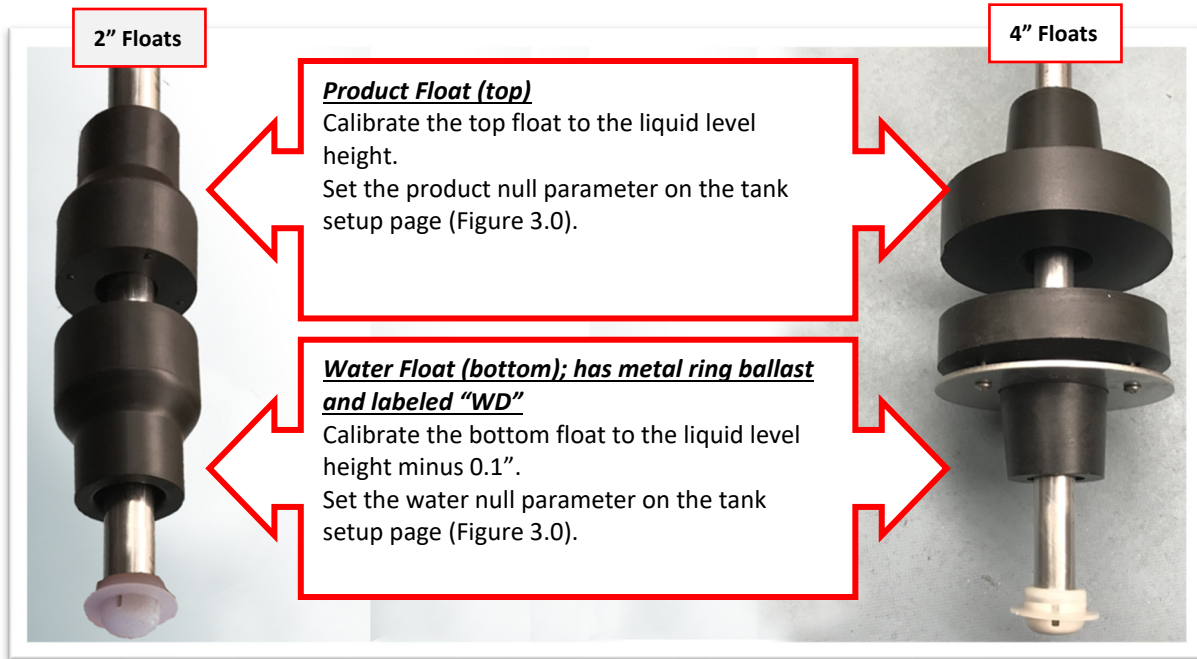 2” Floats
4” Floats
Product Float (top)
Calibrate the top float to the liquid level
height.
Set the product null parameter on the tank
setup page (Figure 3.0).
Water Float (bottom); has metal ring ballast
and labeled “WD”
Calibrate the bottom float to the liquid level
height minus 0.1”.
Set the water null parameter on the tank
setup page (Figure 3.0).